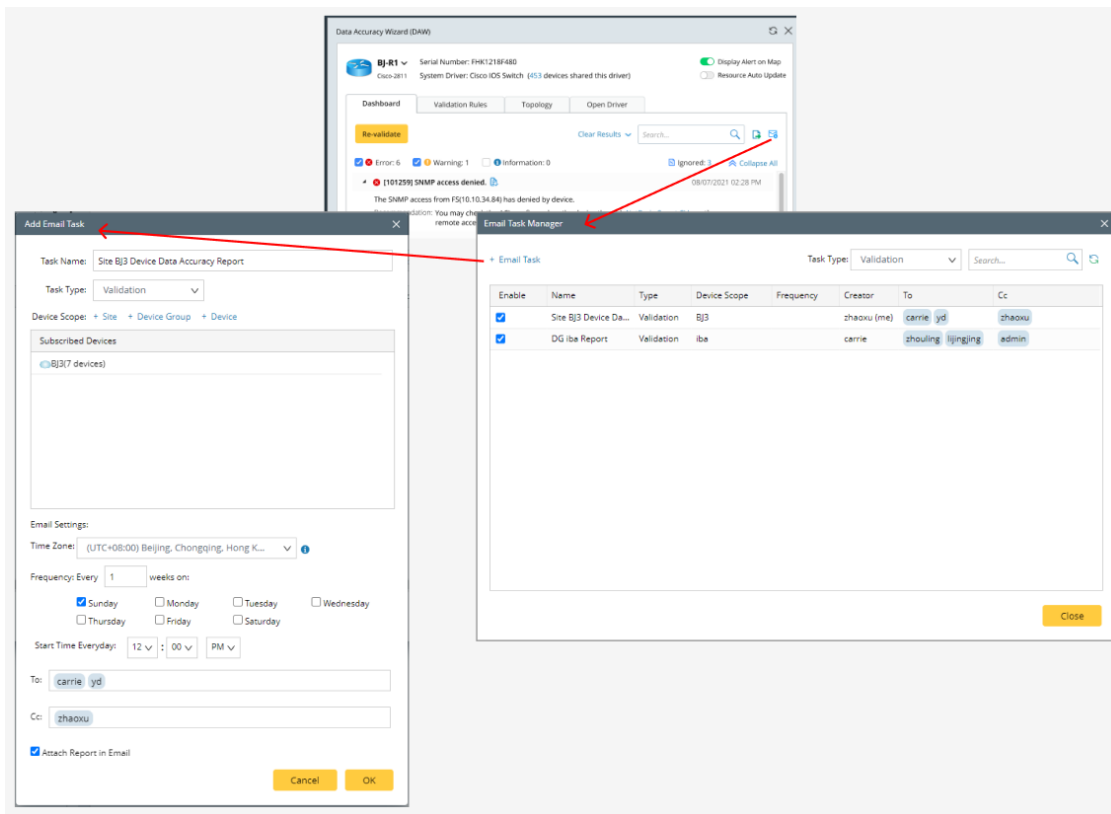 Data Accuracy Wizard (DAW)
BJ-R1 Serial Number: FHK1218F480 Display Alert on Map
Cisco-2811 System Driver: Cisco IOS Switch (453 devices shared this driver) Resource Auto Update
Dashboard Validation Rules Topology Open Driver
Re-validate Clear Results Search...
Error: 6 Warning: 1 Information: 0 Ignored: 3 Collapse All
[101259] SNMP access denied. 08/07/2021 02:28 PM
The SNMP access from FS(10.10.34.84) has denied by device.
You may
remote acce
Add Email Task
Task Name: Site BJ3 Device Data Accuracy Report
Task Type: Validation
Device Scope: + Site + Device Group + Device
Subscribed Devices
BJ3(7 devices)
Email Settings:
Time Zone: (UTC+08:00) Beijing, Chongqing, Hong K...
Frequency: Every 1 weeks on:
Sunday Monday Tuesday Wednesday
Thursday Friday Saturday
Start Time Everyday: 12 : 00 PM
To: carrie yd
Cc: zhaoxu
Attach Report in Email
Cancel OK
Email Task Manager
+ Email Task Task Type: Validation Search...
Enable Name Type Device Scope Frequency Creator To Cc
Site BJ3 Device Da... Validation BJ3 zhaoxu (me) carrie yd zhaoxu
DG iba Report Validation iba carrie zhouling lijingjing admin
Close